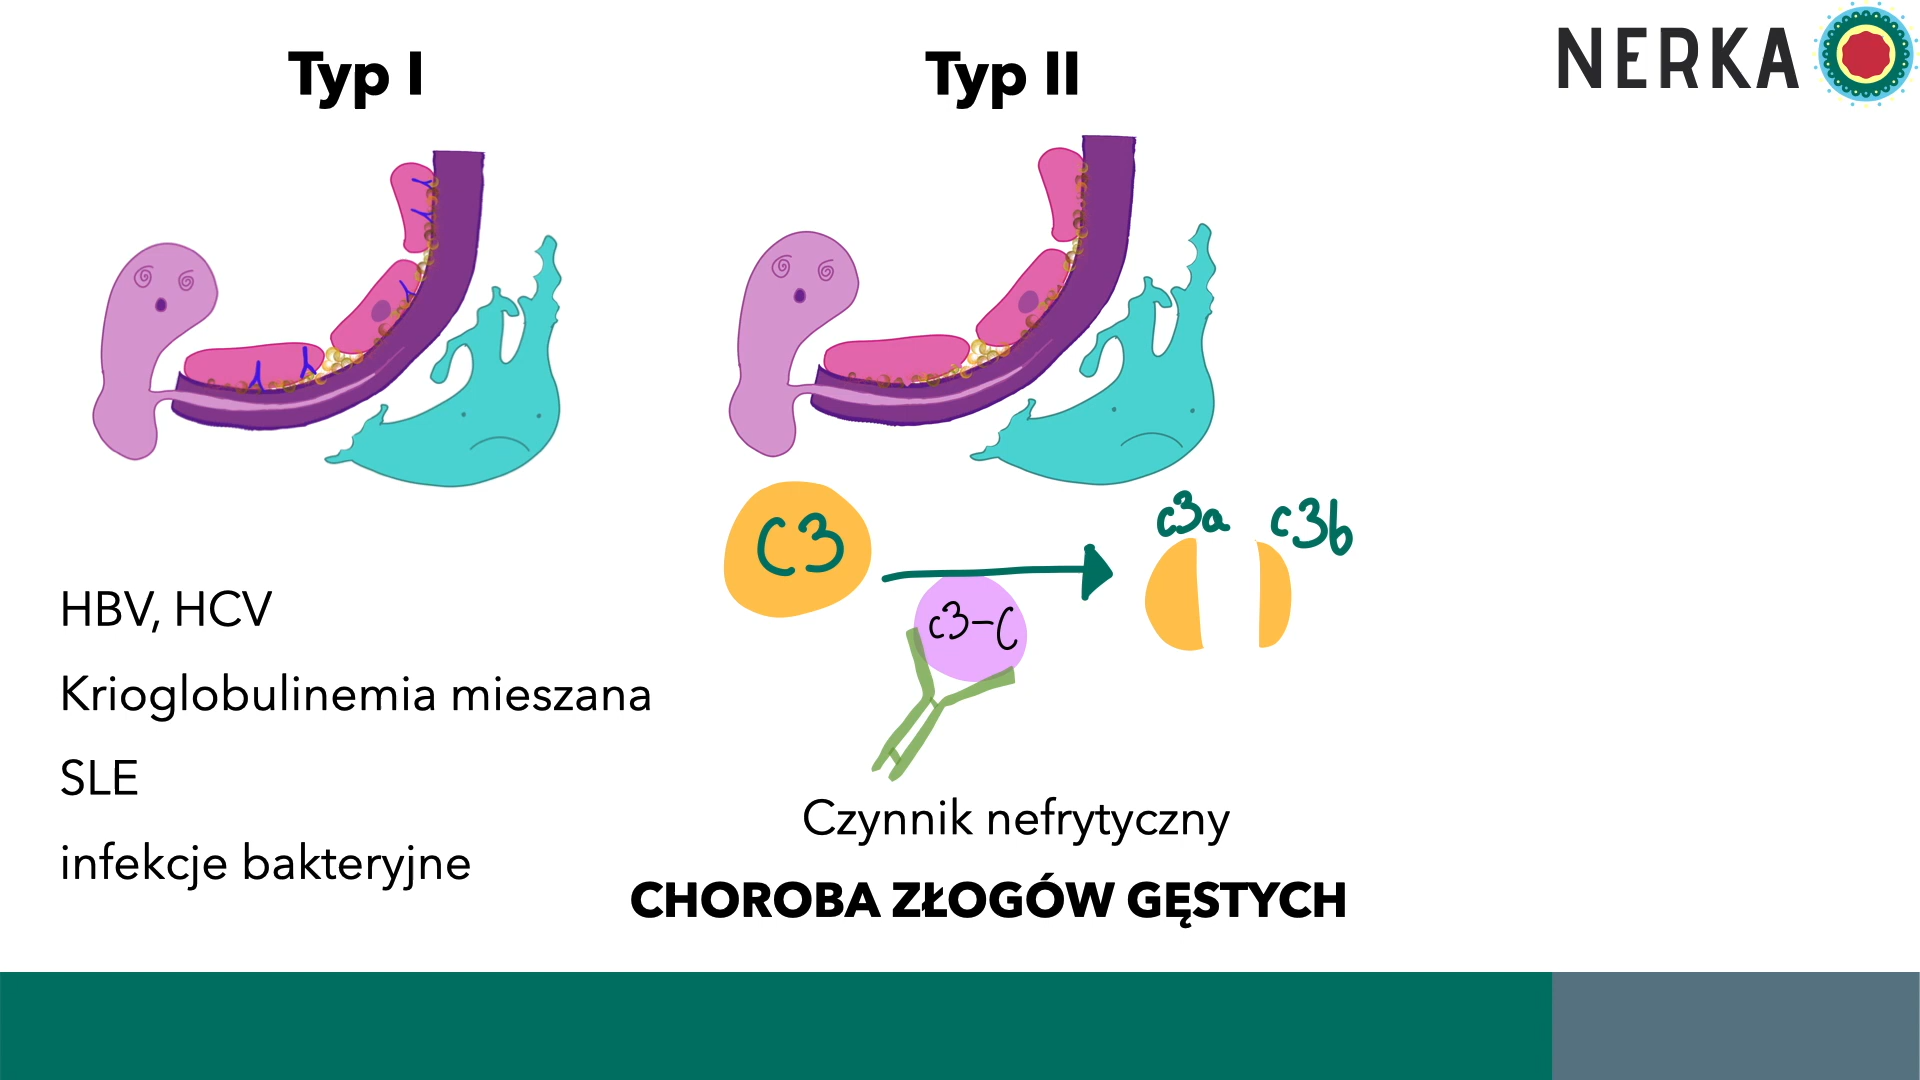 Typ I
Typ II
NERKA
C3
c3a
c3b
c3-C
HBV, HCV
Krioglobulinemia mieszana
SLE
infekcje bakteryjne
Czynnik nefrytyczny
CHOROBA ZŁOGÓW GĘSTYCH